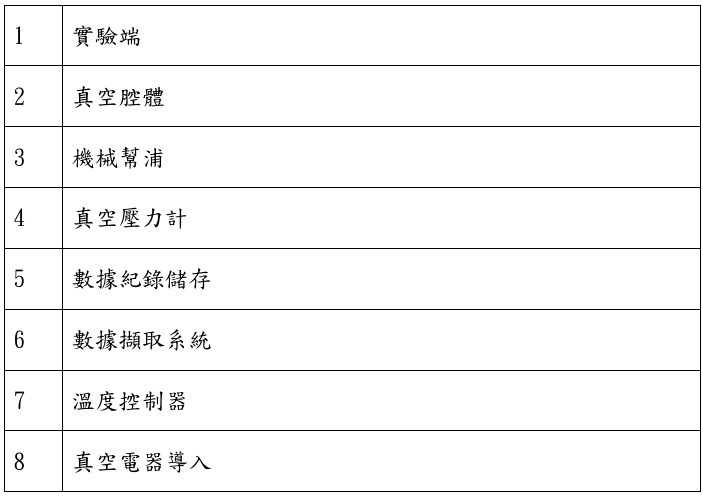 1 實驗端
2 真空腔體
3 機械幫浦
4 真空壓力計
5 數據紀錄儲存
6 數據擷取系統
7 溫度控制器
8 真空電器導入